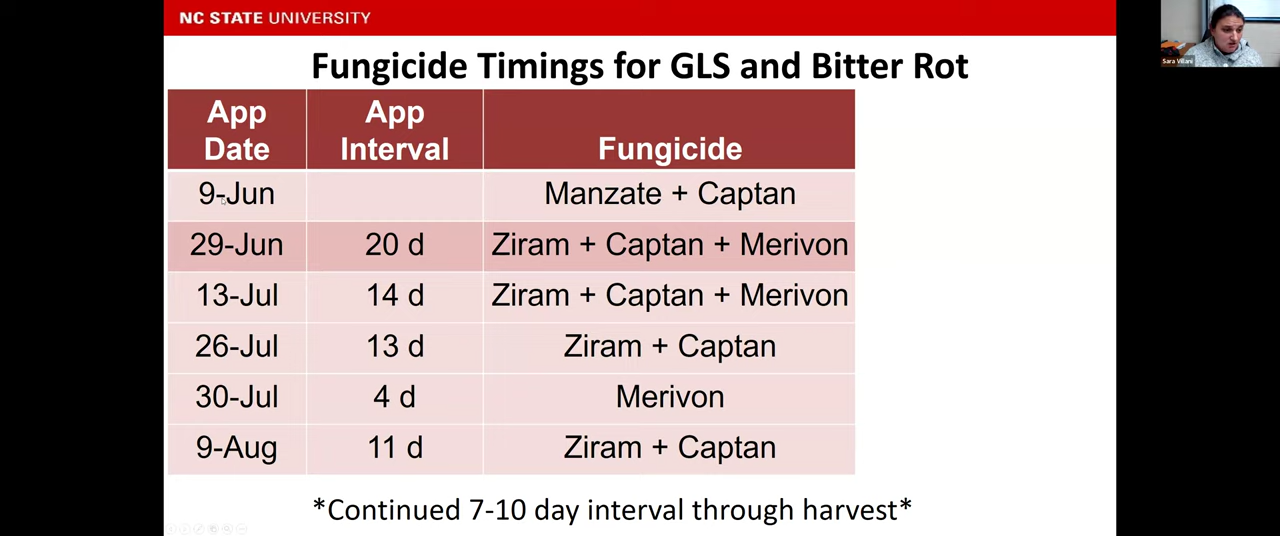 NC STATE UNIVERSITY
Sara Villani
Fungicide Timings for GLS and Bitter Rot
App Date App Interval Fungicide
9-Jun Manzate + Captan
29-Jun 20 d Ziram + Captan + Merivon
13-Jul 14 d Ziram + Captan + Merivon
26-Jul 13 d Ziram + Captan
30-Jul 4 d Merivon
9-Aug 11 d Ziram + Captan
*Continued 7-10 day interval through harvest*